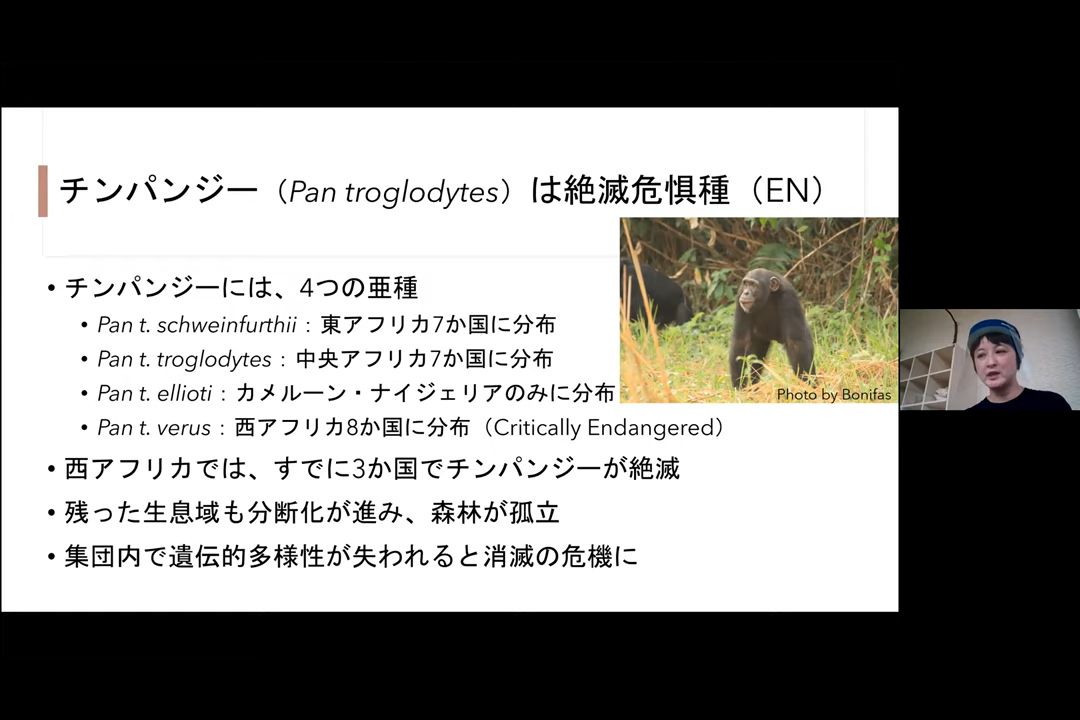 チンパンジー（Pan troglodytes）は絶滅危惧種（EN）
• チンパンジーには、4つの亜種
• Pan t. schweinfurthii：東アフリカ7か国に分布
• Pan t. troglodytes：中央アフリカ7か国に分布
• Pan t. ellioti：カメルーン・ナイジェリアのみに分布
• Pan t. verus：西アフリカ8か国に分布（Critically Endangered）
• 西アフリカでは、すでに3か国でチンパンジーが絶滅
• 残った生息域も分断化が進み、森林が孤立
• 集団内で遺伝的多様性が失われると消滅の危機に
Photo by Bonifas